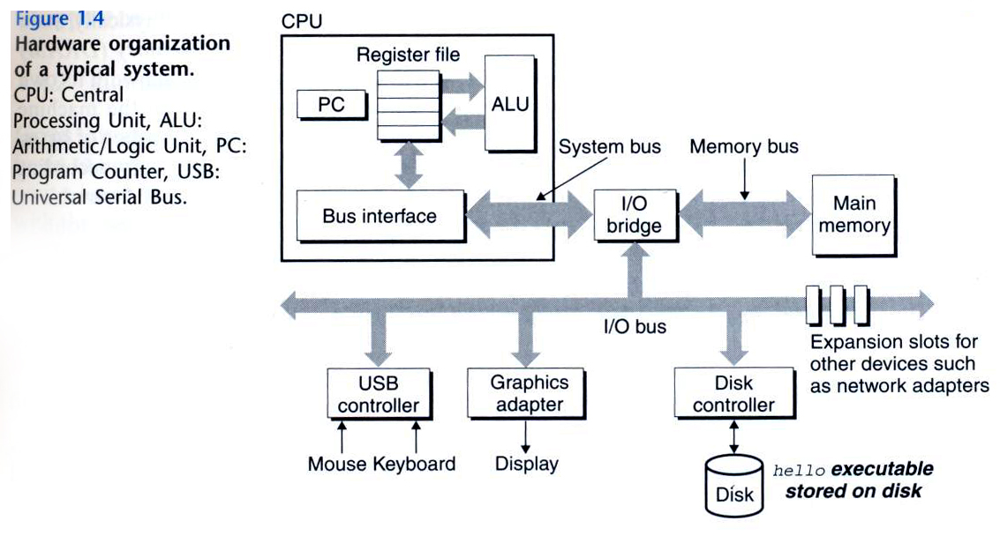 Figure 1.4
Hardware organization
of a typical system.
CPU: Central
Processing Unit, ALU:
Arithmetic/Logic Unit, PC:
Program Counter, USB:
Universal Serial Bus.
CPU
Register file
PC
ALU
System bus
Memory bus
Bus interface
I/O
bridge
Main
memory
I/O bus
Expansion slots for
other devices such
as network adapters
USB
controller
Graphics
adapter
Disk
controller
Mouse Keyboard
Display
Disk
hello executable
stored on disk